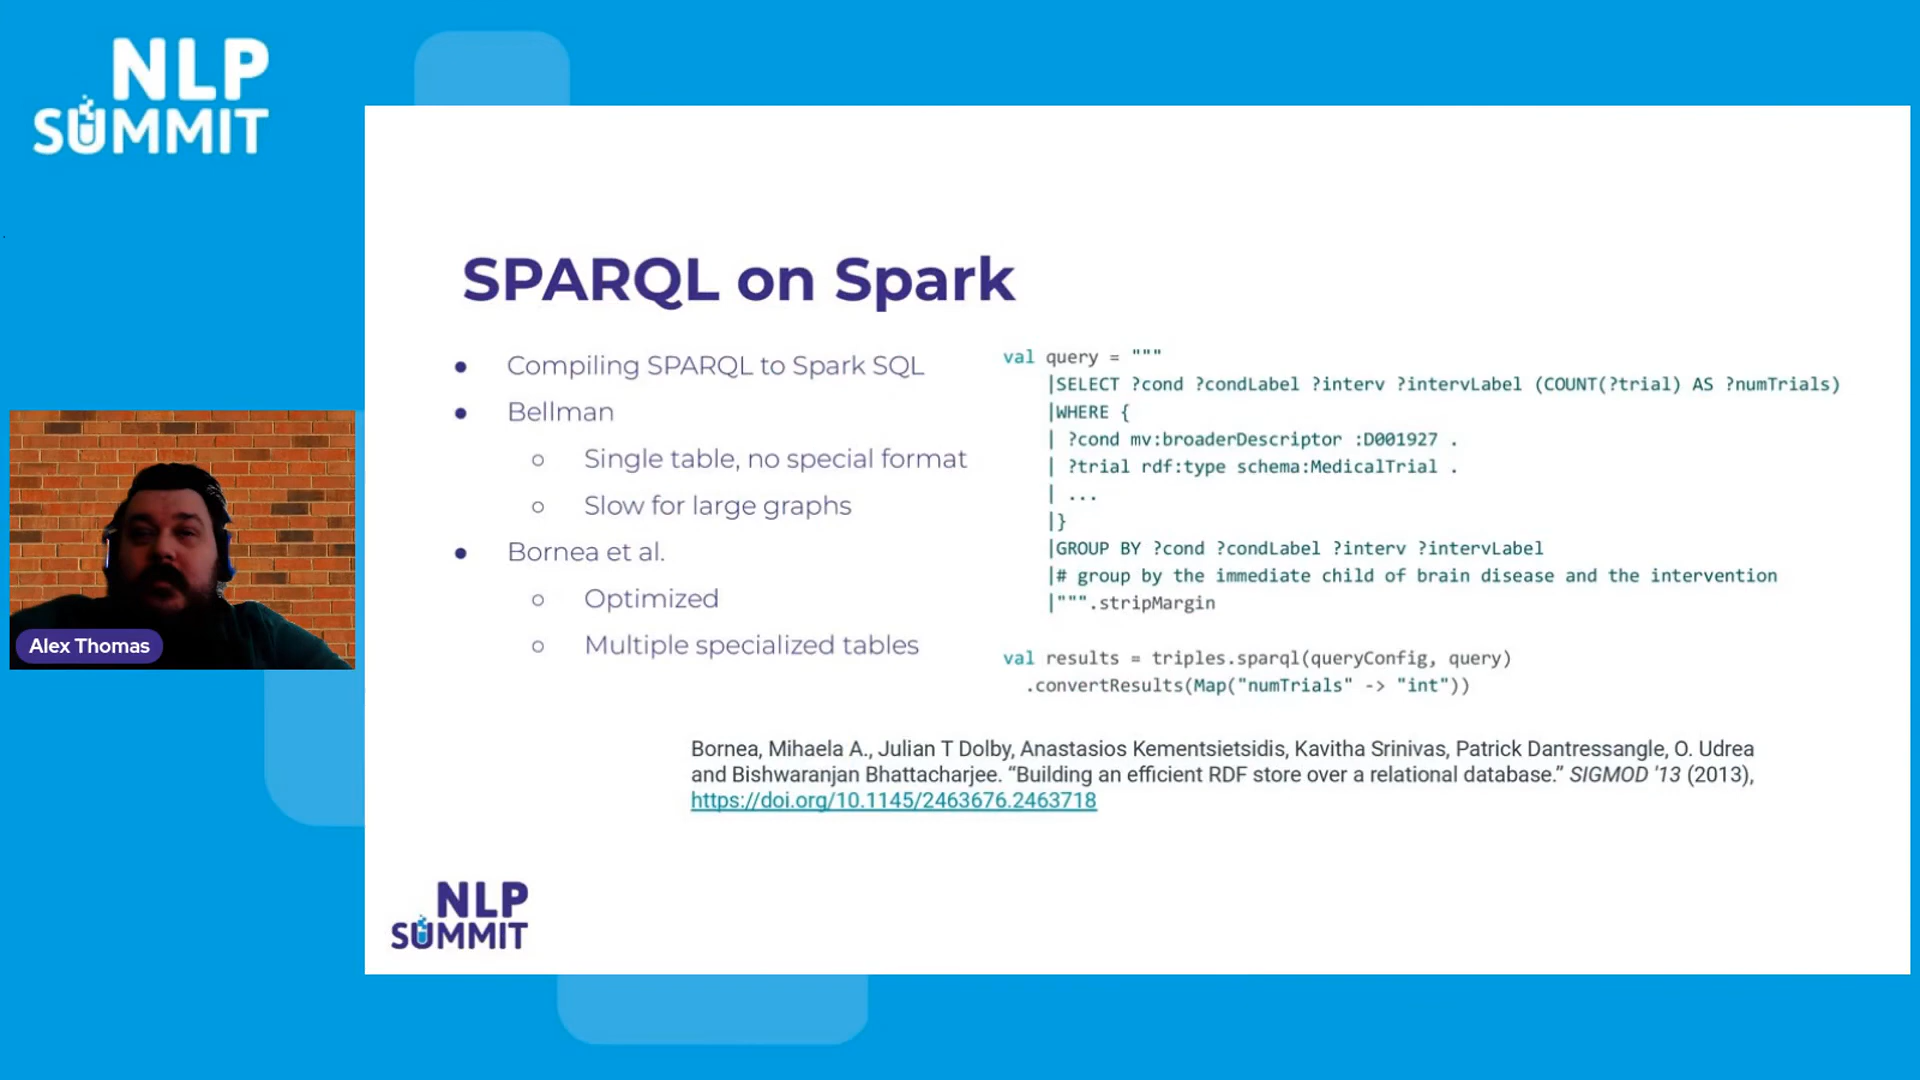 NLP
SUMMIT
SPARQL on Spark
● Compiling SPARQL to Spark SQL
● Bellman
○ Single table, no special format
○ Slow for large graphs
● Bornea et al.
○ Optimized
○ Multiple specialized tables
val query = """
|SELECT ?cond ?condLabel ?interv ?intervLabel (COUNT(?trial) AS ?numTrials)
|WHERE {
| ?cond mv:broaderDescriptor :D001927 .
| ?trial rdf:type schema:MedicalTrial .
| ...
|}
|GROUP BY ?cond ?condLabel ?interv ?intervLabel
|# group by the immediate child of brain disease and the intervention
|""".stripMargin
val results = triples.sparql(queryConfig, query)
.convertResults(Map("numTrials" -> "int"))
Bornea, Mihaela A., Julian T Dolby, Anastasios Kementsietsidis, Kavitha Srinivas, Patrick Dantressangle, O. Udrea
and Bishwaranjan Bhattacharjee. “Building an efficient RDF store over a relational database.” SIGMOD '13 (2013),
https://doi.org/10.1145/2463676.2463718
Alex Thomas
NLP
SUMMIT